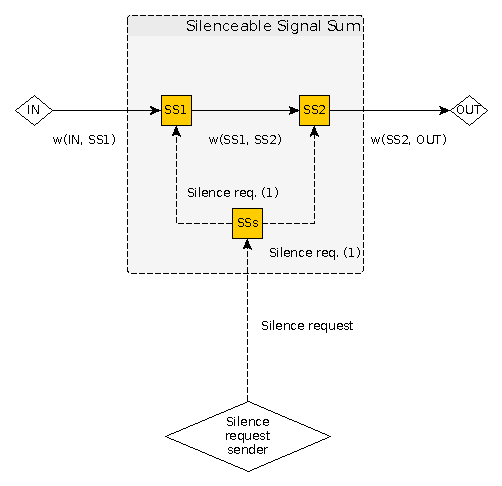 Silenceable Signal Sum
IN
SS1
SS2
OUT
w(IN, SS1)
w(SS1, SS2)
w(SS2, OUT)
Silence req. (1)
SSs
Silence req. (1)
Silence request
Silence
request
sender